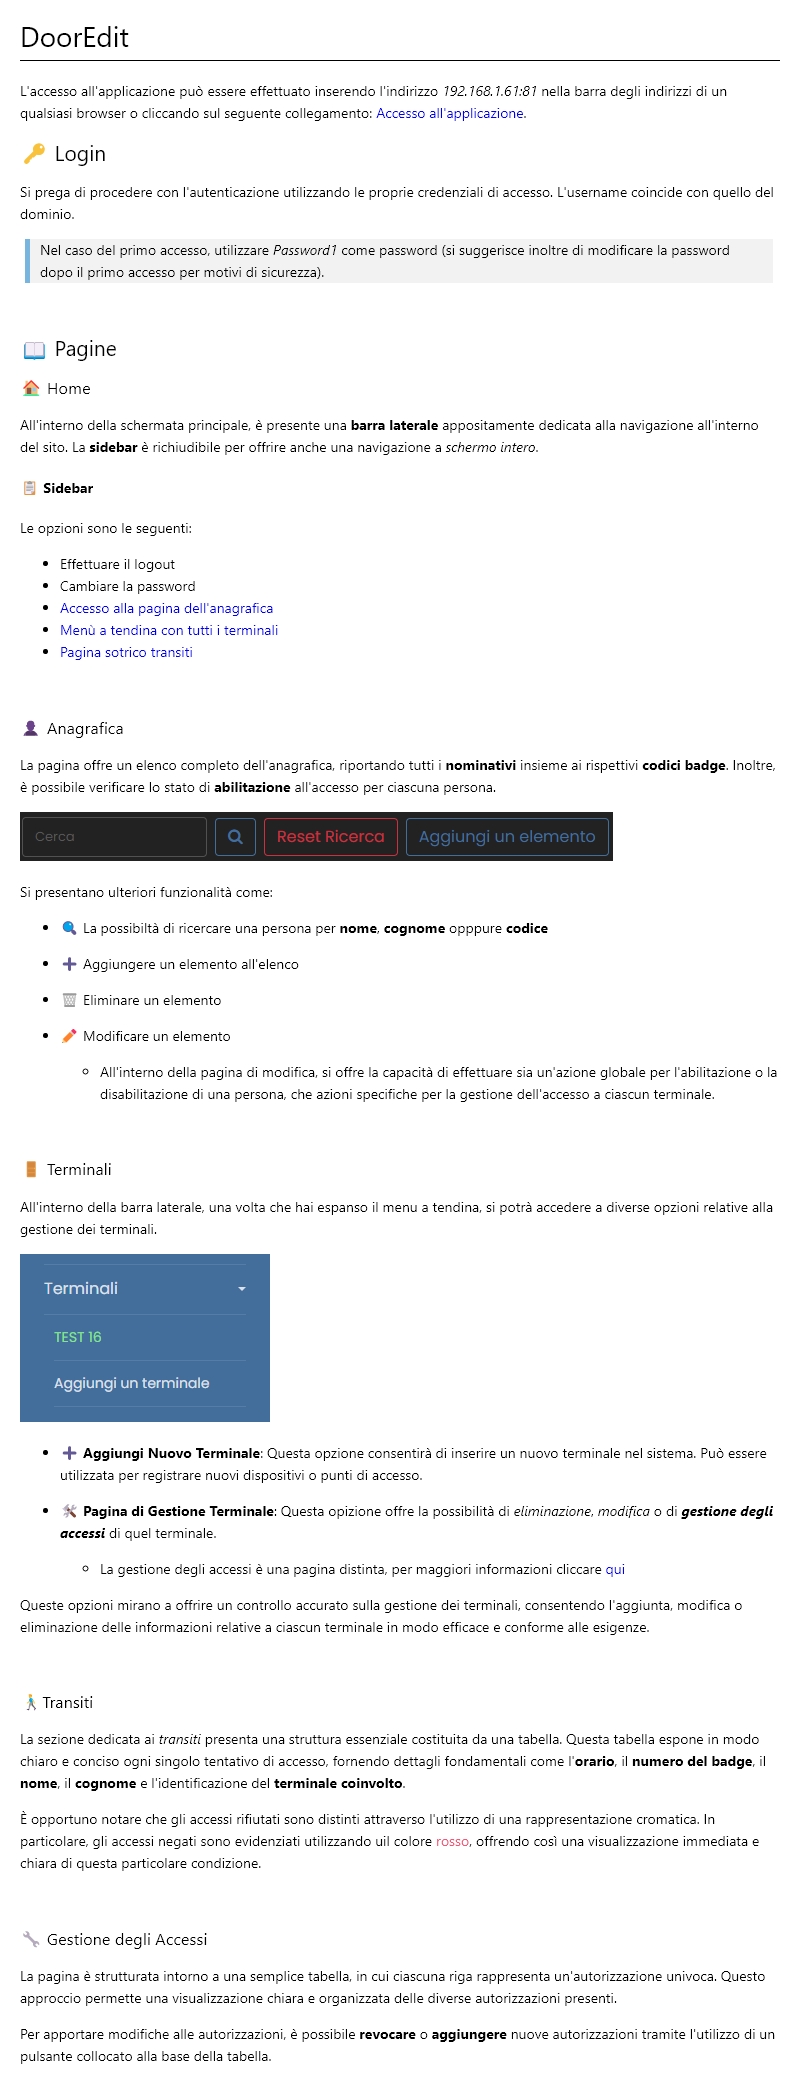 DoorEdit
L'accesso all'applicazione può essere effettuato inserendo l'indirizzo 192.168.1.61:81 nella barra degli indirizzi di un
qualsiasi browser o cliccando sul seguente collegamento: Accesso all'applicazione.
Login
Si prega di procedere con l'autenticazione utilizzando le proprie credenziali di accesso. L'username coincide con quello del
dominio.
Nel caso del primo accesso, utilizzare Password1 come password (si suggerisce inoltre di modificare la password
dopo il primo accesso per motivi di sicurezza).
Pagine
Home
All'interno della schermata principale, è presente una barra laterale appositamente dedicata alla navigazione all'interno
del sito. La sidebar è richiudibile per offrire anche una navigazione a schermo intero.
Sidebar
Le opzioni sono le seguenti:
Effettuare il logout
Cambiare la password
Accesso alla pagina dell'anagrafica
Menù a tendina con tutti i terminali
Pagina sotrico transiti
Anagrafica
La pagina offre un elenco completo dell'anagrafica, riportando tutti i nominativi insieme ai rispettivi codici badge. Inoltre,
è possibile verificare lo stato di abilitazione all'accesso per ciascuna persona.
Cerca Reset Ricerca Aggiungi un elemento
Si presentano ulteriori funzionalità come:
La possibiltà di ricercare una persona per nome, cognome opppure codice
Aggiungere un elemento all'elenco
Eliminare un elemento
Modificare un elemento
All'interno della pagina di modifica, si offre la capacità di effettuare sia un'azione globale per l'abilitazione o la
disabilitazione di una persona, che azioni specifiche per la gestione dell'accesso a ciascun terminale.
Terminali
All'interno della barra laterale, una volta che hai espanso il menu a tendina, si potrà accedere a diverse opzioni relative alla
gestione dei terminali.
Terminali
TEST 16
Aggiungi un terminale
Aggiungi Nuovo Terminale: Questa opzione consentirà di inserire un nuovo terminale nel sistema. Può essere
utilizzata per registrare nuovi dispositivi o punti di accesso.
Pagina di Gestione Terminale: Questa opizione offre la possibilità di eliminazione, modifica o di gestione degli
accessi di quel terminale.
La gestione degli accessi è una pagina distinta, per maggiori informazioni cliccare qui
Queste opzioni mirano a offrire un controllo accurato sulla gestione dei terminali, consentendo l'aggiunta, modifica o
eliminazione delle informazioni relative a ciascun terminale in modo efficace e conforme alle esigenze.
Transiti
La sezione dedicata ai transiti presenta una struttura essenziale costituita da una tabella. Questa tabella espone in modo
chiaro e conciso ogni singolo tentativo di accesso, fornendo dettagli fondamentali come l'orario, il numero del badge, il
nome, il cognome e l'identificazione del terminale coinvolto.
È opportuno notare che gli accessi rifiutati sono distinti attraverso l'utilizzo di una rappresentazione cromatica. In
particolare, gli accessi negati sono evidenziati utilizzando uil colore rosso, offrendo così una visualizzazione immediata e
chiara di questa particolare condizione.
Gestione degli Accessi
La pagina è strutturata intorno a una semplice tabella, in cui ciascuna riga rappresenta un'autorizzazione univoca. Questo
approccio permette una visualizzazione chiara e organizzata delle diverse autorizzazioni presenti.
Per apportare modifiche alle autorizzazioni, è possibile revocare o aggiungere nuove autorizzazioni tramite l'utilizzo di un
pulsante collocato alla base della tabella.